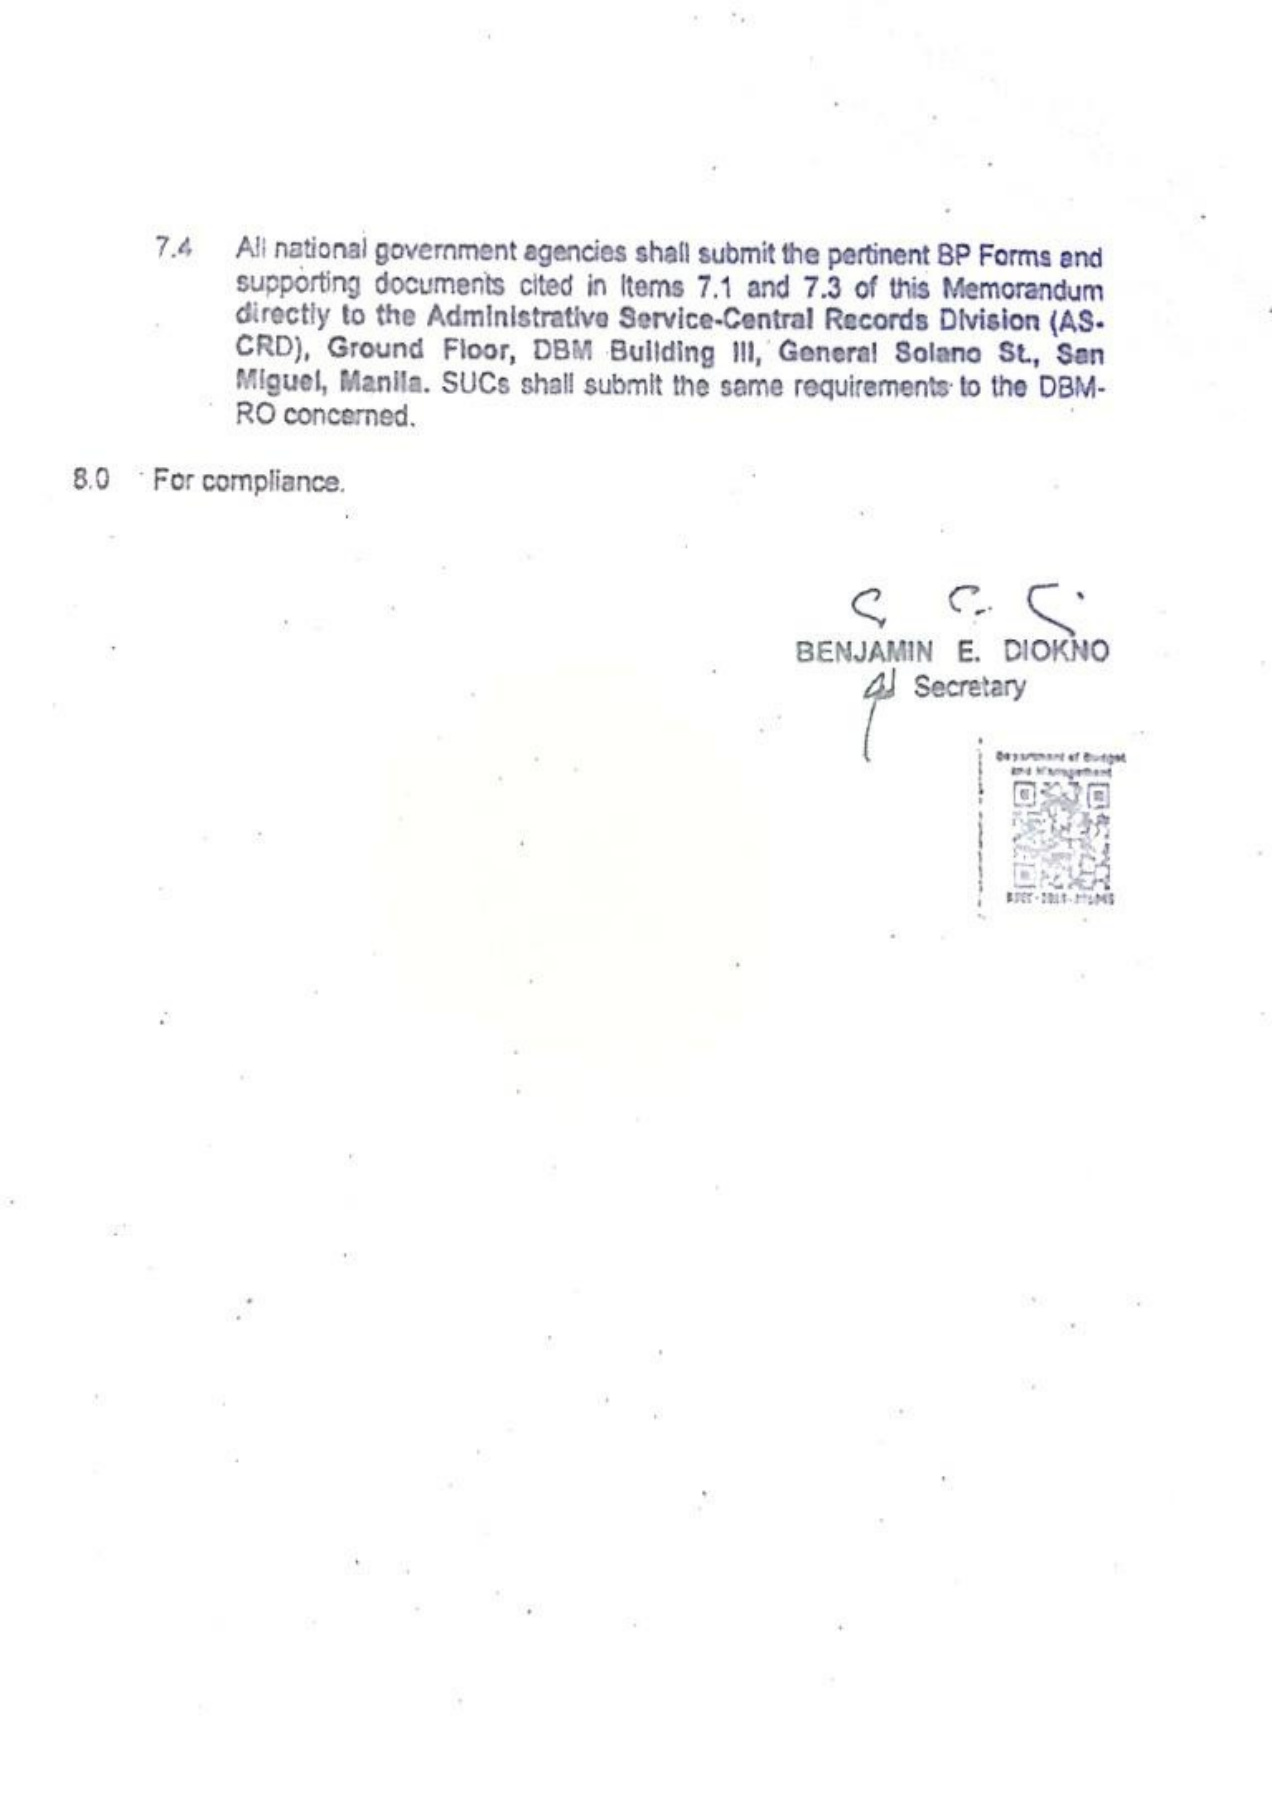 7.4 All national government agencies shall submit the pertinent BP Forms and
supporting documents cited in Items 7.1 and 7.3 of this Memorandum
directly to the Administrative Service-Central Records Division (AS-
CRD), Ground Floor, DBM Building III, General Solano St., San
Miguel, Manila. SUCs shall submit the same requirements to the DBM-
RO concerned.
8.0 For compliance.
BENJAMIN E. DIOKNO
Secretary
Department of Budget
and Management